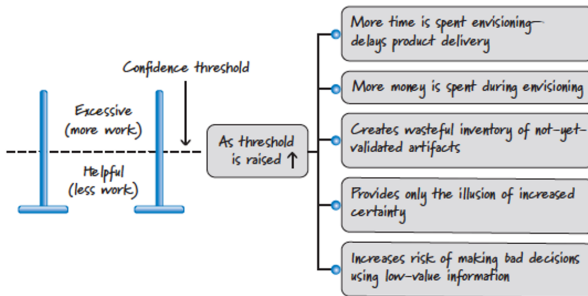 Confidence threshold
Excessive
(more work)
Helpful
(less work)
As threshold
is raised ↑
More time is spent envisioning—
delays product delivery
More money is spent during envisioning
Creates wasteful inventory of not-yet-
validated artifacts
Provides only the illusion of increased
certainty
Increases risk of making bad decisions
using low-value information